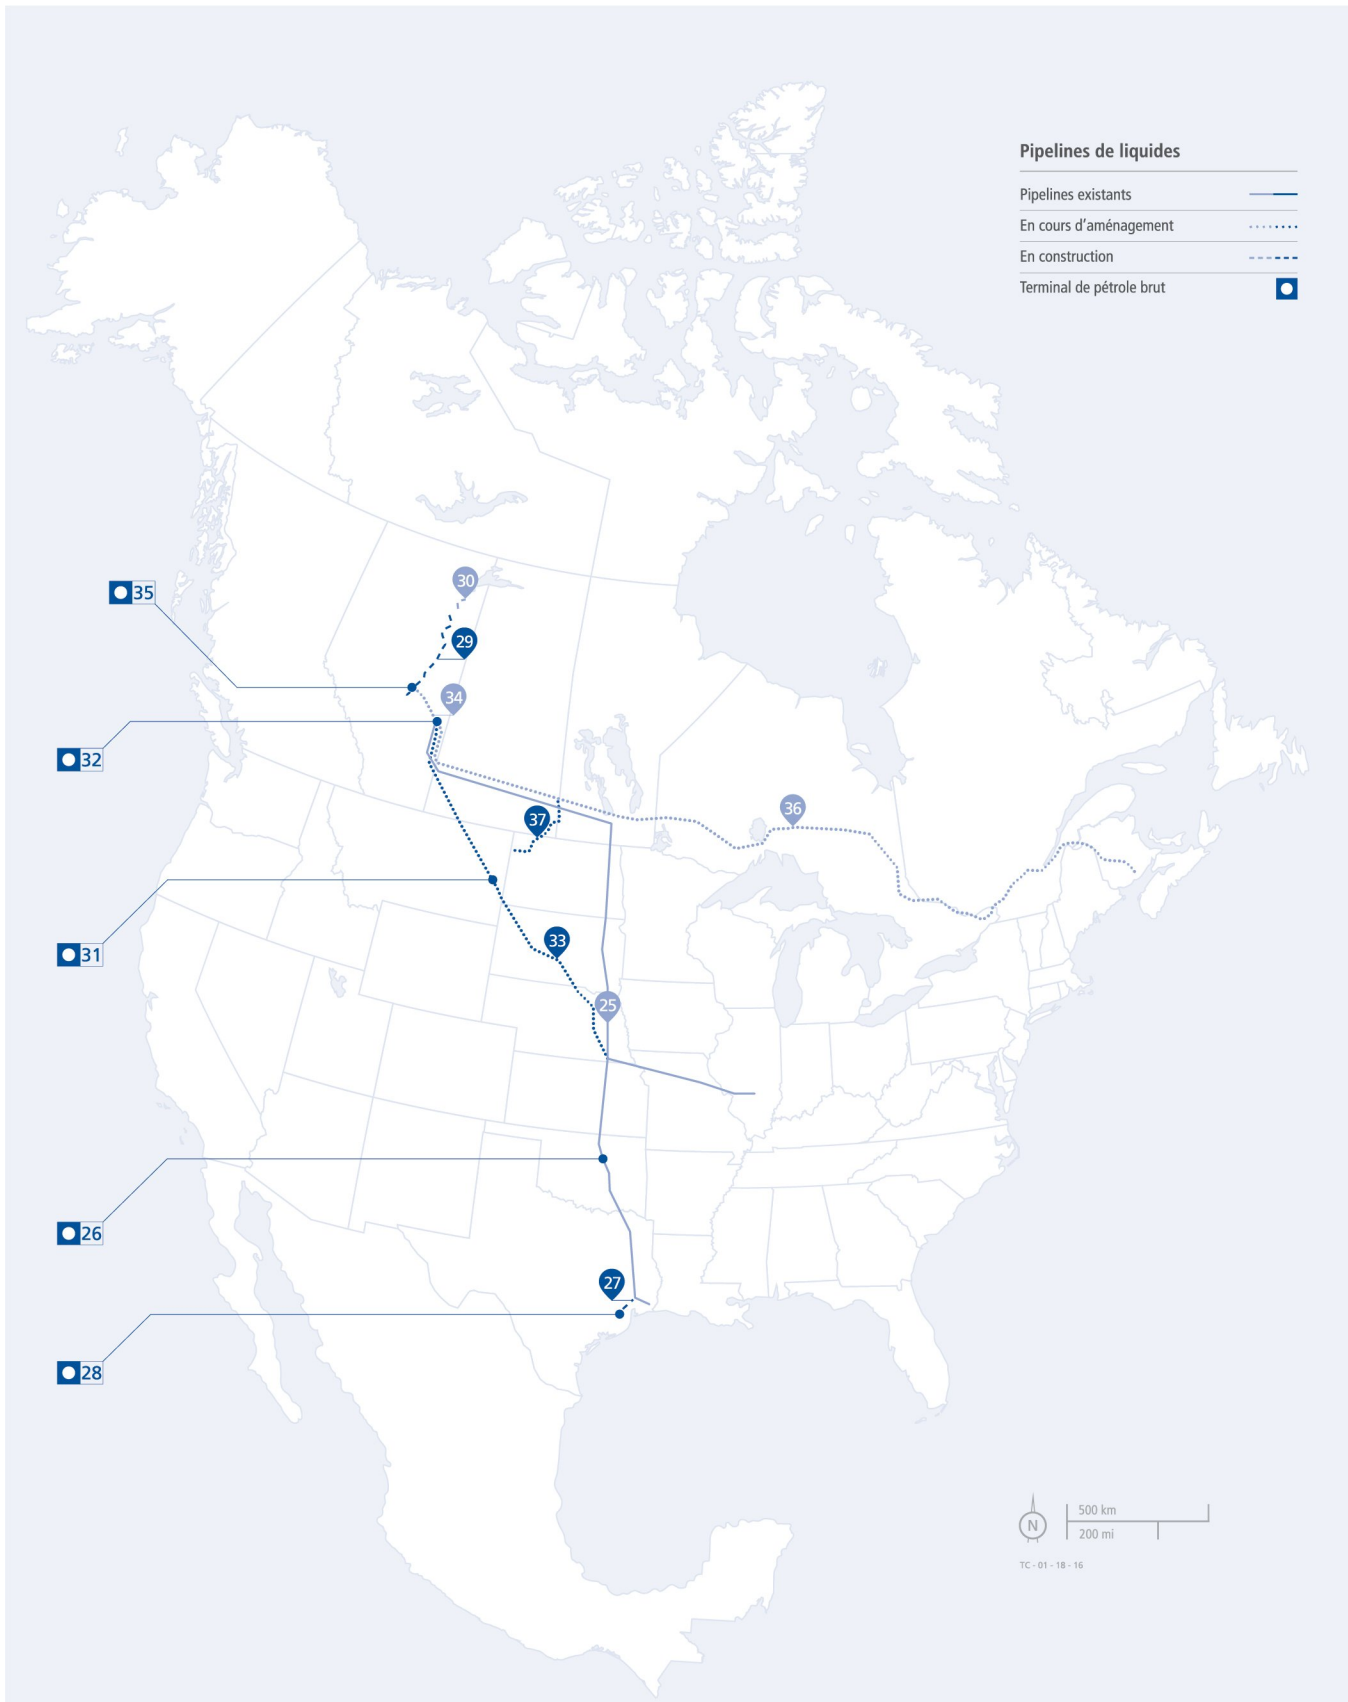 Pipelines de liquides
Pipelines existants
En cours d’aménagement
En construction
Terminal de pétrole brut
30
35
29
34
32
36
37
33
31
25
26
27
28
500 km
N
200 mi
TC - 01 - 18 - 16